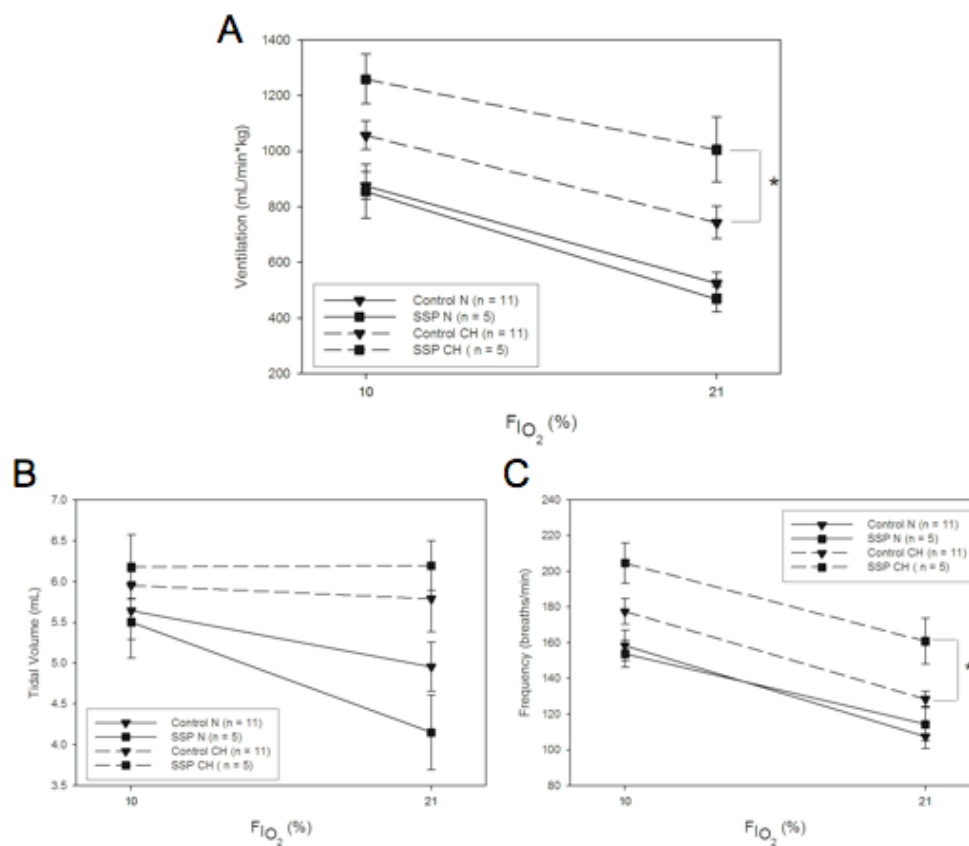 A
1400
1200
1000
800
600
400
200
Ventilation (mL/min*kg)
*
Control N (n = 11)
SSP N (n = 5)
Control CH (n = 11)
SSP CH ( n = 5)
10 21
FIO2 (%)
B
7.0
6.5
6.0
5.5
5.0
4.5
4.0
3.5
Tidal Volume (mL)
Control N (n = 11)
SSP N (n = 5)
Control CH (n = 11)
SSP CH ( n = 5)
10 21
FIO2 (%)
C
240
220
200
180
160
140
120
100
80
Frequency (breaths/min)
Control N (n = 11)
SSP N (n = 5)
Control CH (n = 11)
SSP CH ( n = 5)
*
10 21
FIO2 (%)